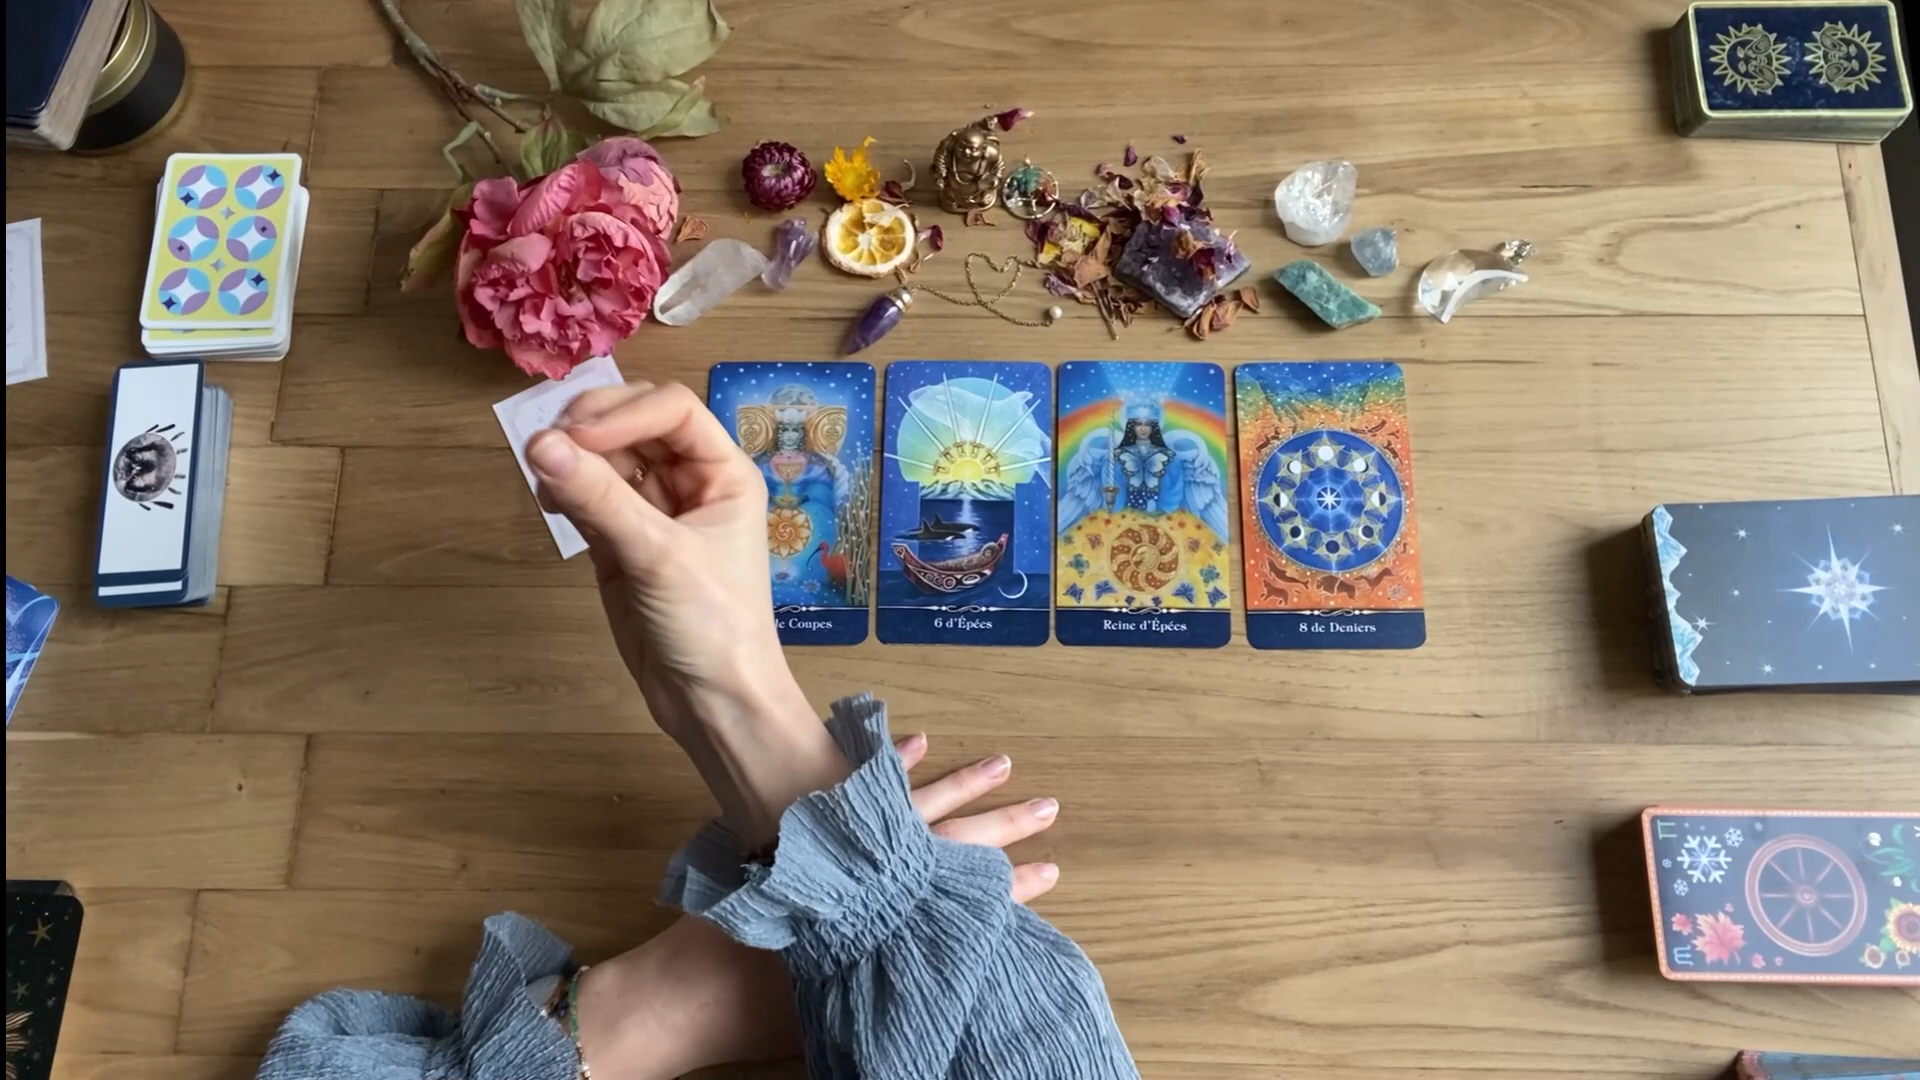 de Coupes
6 d'Épées
Reine d'Épées
8 de Deniers